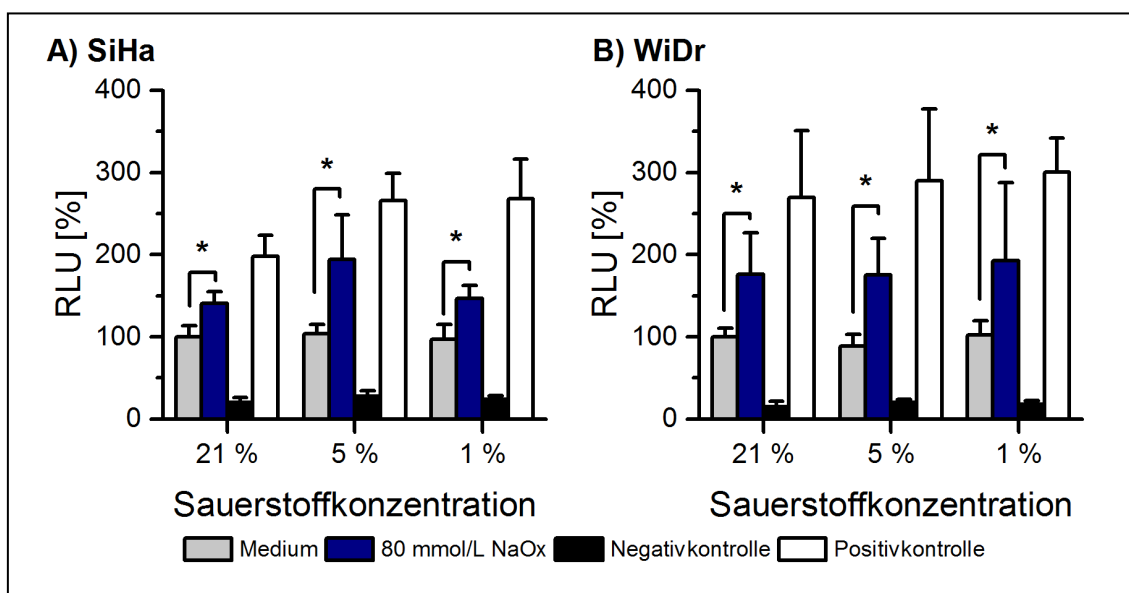 A) SiHa
400
300
200
100
0
RLU [%]
*
*
*
21 %
5 %
1 %
Sauerstoffkonzentration
B) WiDr
400
300
200
100
0
RLU [%]
*
*
*
21 %
5 %
1 %
Sauerstoffkonzentration
Medium
80 mmol/L NaOx
Negativkontrolle
Positivkontrolle